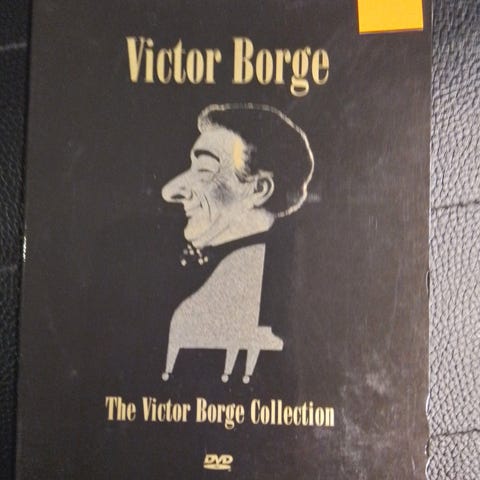 Victor Borge
The Victor Borge Collection
DVD